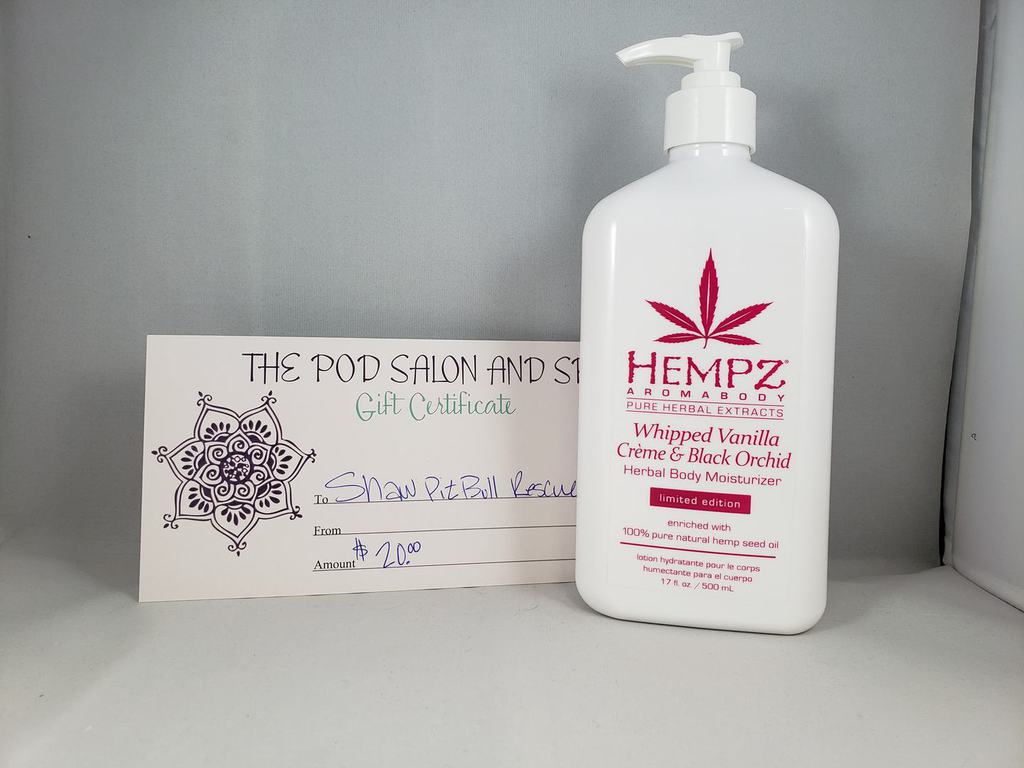 THE POD SALON AND SP
Gift Certificate
To Shaw Pit Bull Rescue
From
Amount $ 20.00
HEMPZ®
AROMABODY
PURE HERBAL EXTRACTS
Whipped Vanilla
Crème & Black Orchid
Herbal Body Moisturizer
limited edition
enriched with
100% pure natural hemp seed oil
lotion hydratante pour le corps
humectante para el cuerpo
17 fl. oz. / 500 mL